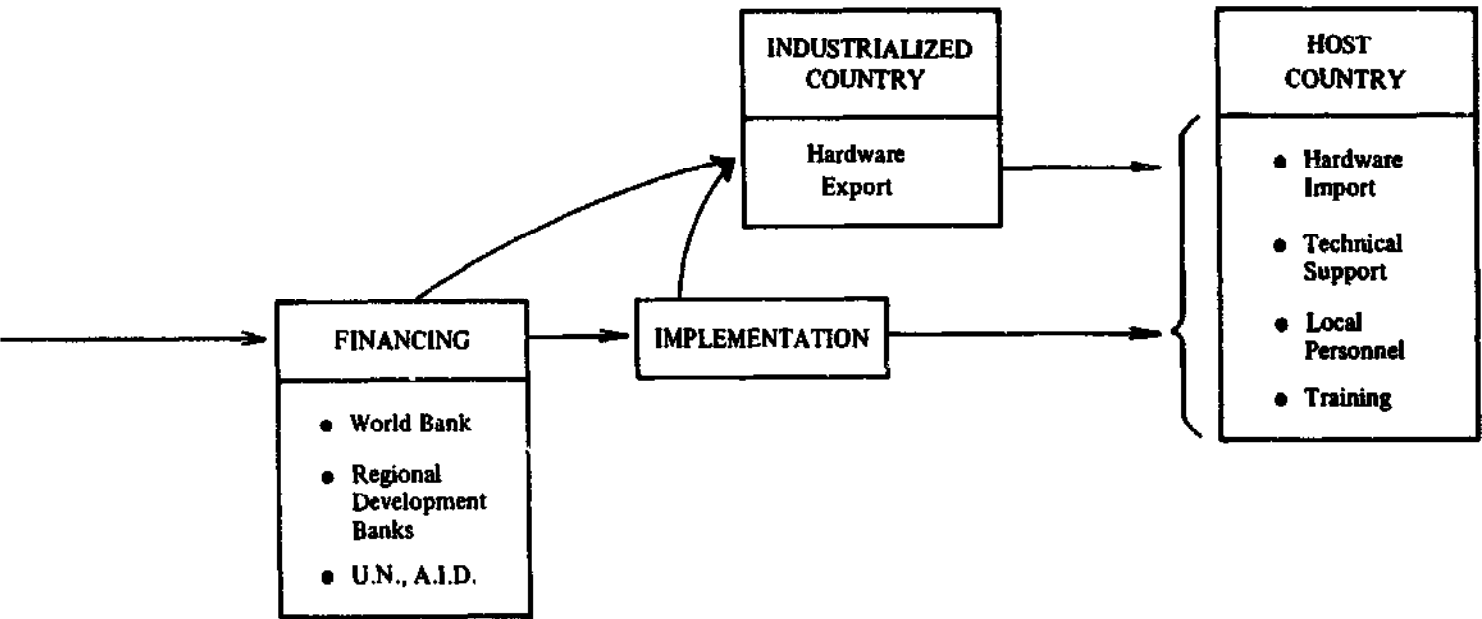 INDUSTRIALIZED
COUNTRY
Hardware
Export
HOST
COUNTRY
● Hardware
Import
● Technical
Support
● Local
Personnel
● Training
FINANCING
● World Bank
● Regional
Development
Banks
● U.N., A.I.D.
IMPLEMENTATION